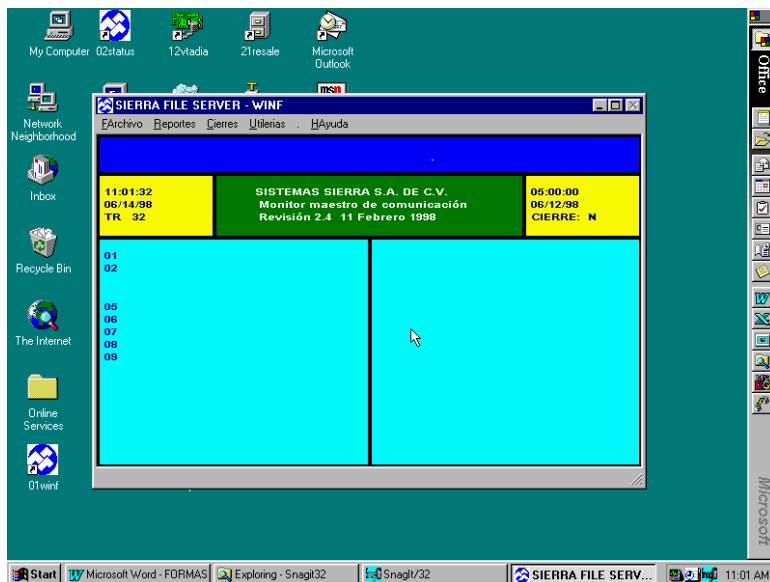 My Computer
02status
12vtadia
21resale
Microsoft
Outlook
msn
Network
Neighborhood
Inbox
Recycle Bin
The Internet
Online
Services
01winf
SIERRA FILE SERVER - WINF
FArchivo Reportes Cierres Utilerias . HAyuda
11:01:32
06/14/98
TR 32
SISTEMAS SIERRA S.A. DE C.V.
Monitor maestro de comunicación
Revisión 2.4 11 Febrero 1998
05:00:00
06/12/98
CIERRE: N
01
02
05
06
07
08
09
Office
Microsoft
Start
Microsoft Word - FORMAS
Exploring - Snagit32
SnagIt/32
SIERRA FILE SERV...
11:01 AM